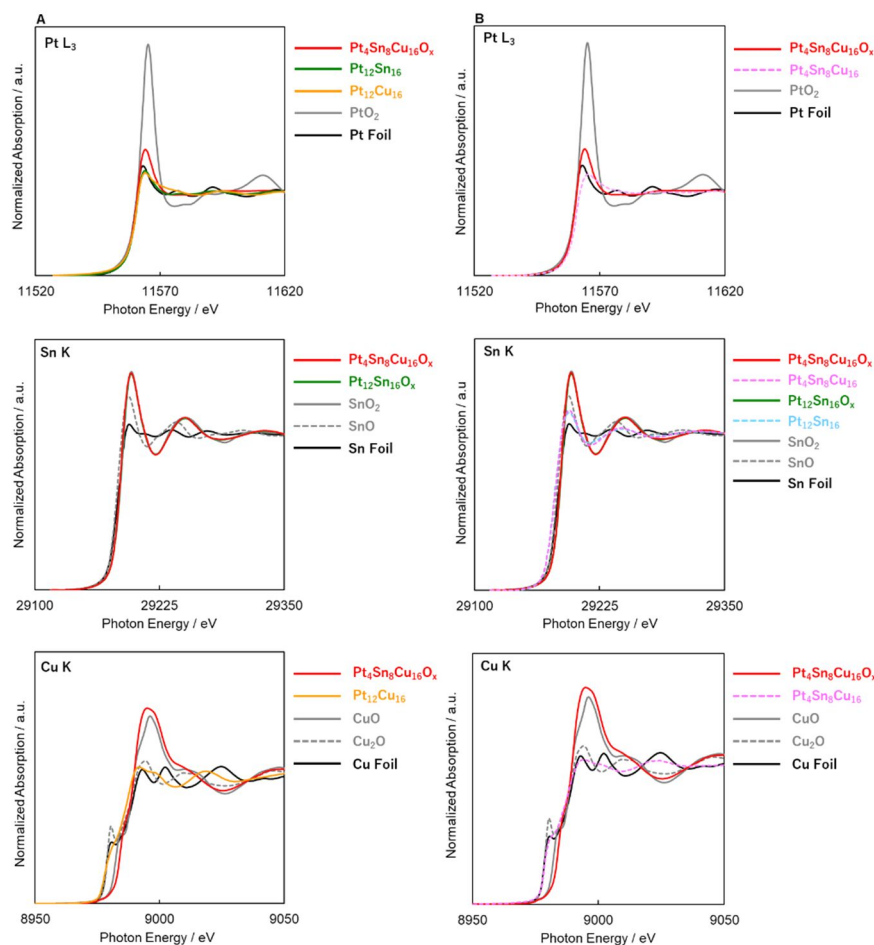 A
Pt L₃
Normalized Absorption / a.u.
Pt₄Sn₈Cu₁₆Oₓ
Pt₁₂Sn₁₆
Pt₁₂Cu₁₆
PtO₂
Pt Foil
11520 11570 11620
Photon Energy / eV
B
Pt L₃
Normalized Absorption / a.u.
Pt₄Sn₈Cu₁₆Oₓ
Pt₄Sn₈Cu₁₆
PtO₂
Pt Foil
11520 11570 11620
Photon Energy / eV
Sn K
Normalized Absorption / a.u.
Pt₄Sn₈Cu₁₆Oₓ
Pt₁₂Sn₁₆Oₓ
SnO₂
SnO
Sn Foil
29100 29225 29350
Photon Energy / eV
Sn K
Normalized Absorption / a.u.
Pt₄Sn₈Cu₁₆Oₓ
Pt₄Sn₈Cu₁₆
Pt₁₂Sn₁₆Oₓ
Pt₁₂Sn₁₆
SnO₂
SnO
Sn Foil
29100 29225 29350
Photon Energy / eV
Cu K
Normalized Absorption / a.u.
Pt₄Sn₈Cu₁₆Oₓ
Pt₁₂Cu₁₆
CuO
Cu₂O
Cu Foil
8950 9000 9050
Photon Energy / eV
Cu K
Normalized Absorption / a.u.
Pt₄Sn₈Cu₁₆Oₓ
Pt₄Sn₈Cu₁₆
CuO
Cu₂O
Cu Foil
8950 9000 9050
Photon Energy / eV